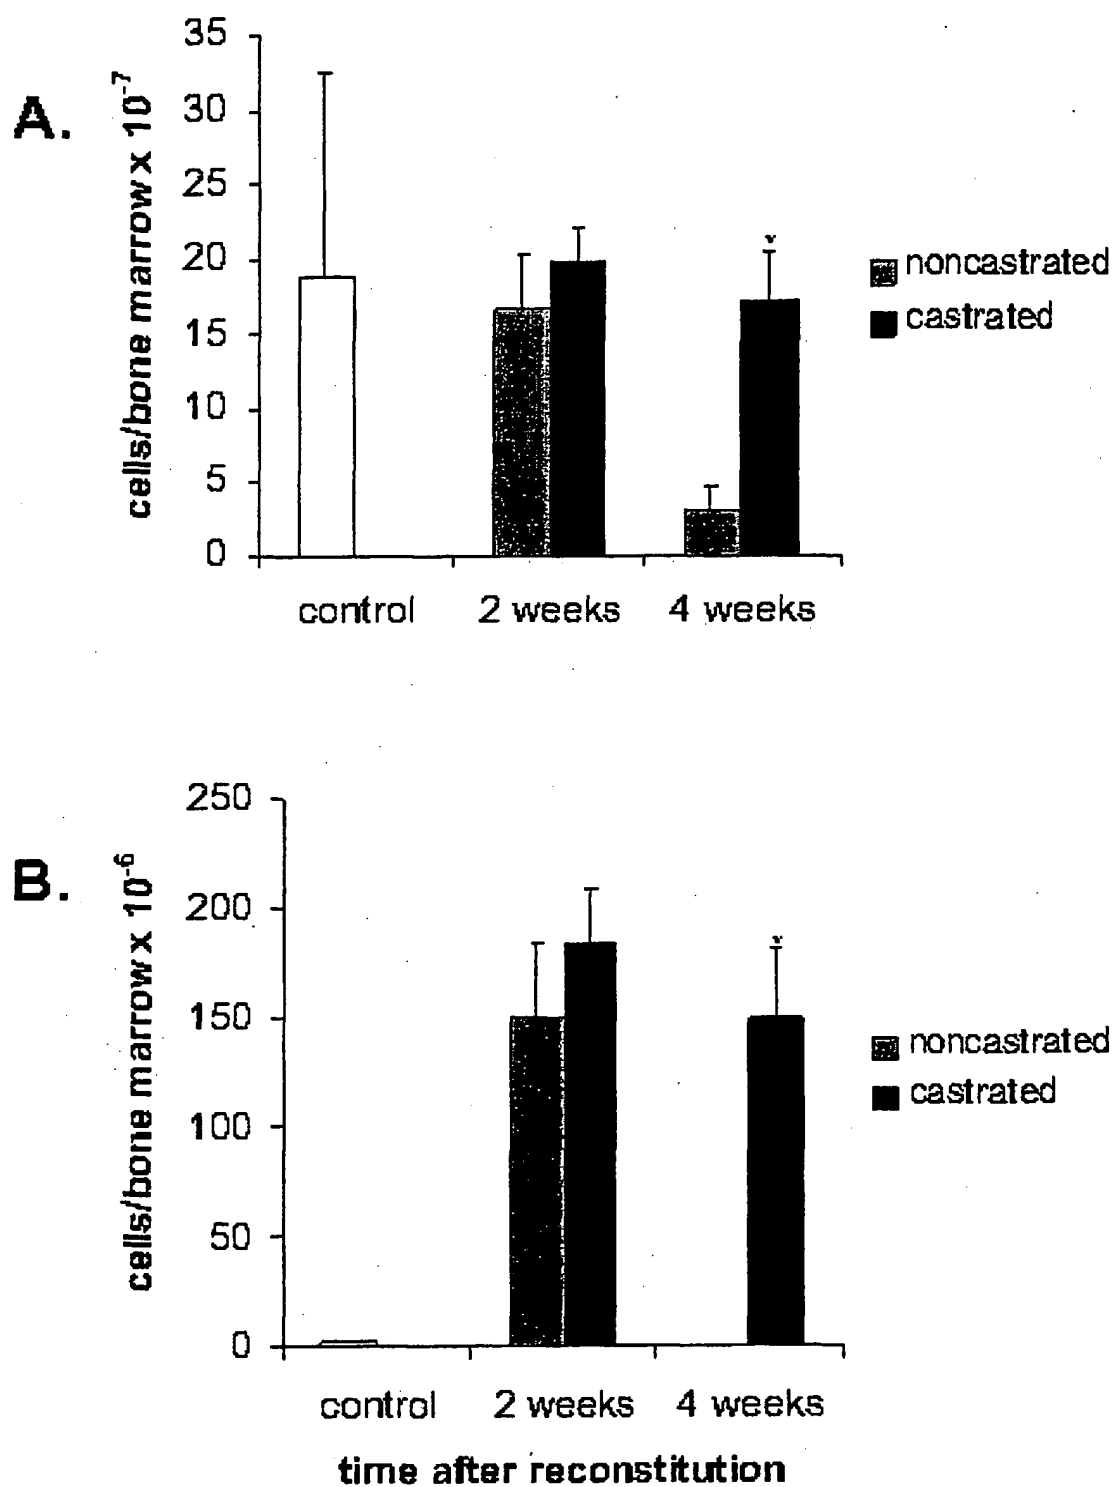 A.
cells/bone marrow x 10-7
35
30
25
20
15
10
5
0
*
control
2 weeks
4 weeks
noncastrated
castrated
B.
cells/bone marrow x 10-6
250
200
150
100
50
0
*
control
2 weeks
4 weeks
noncastrated
castrated
time after reconstitution